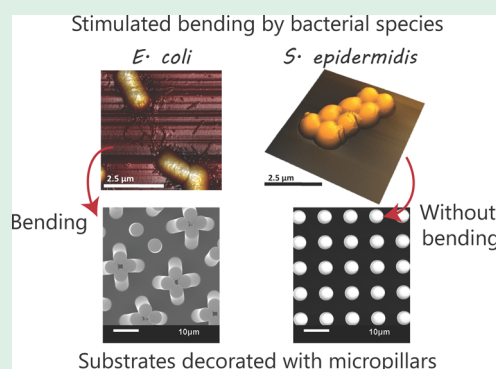 Stimulated bending by bacterial species
E. coli
S. epidermidis
2.5 μm
2.5 μm
Bending
Without
bending
10μm
10μm
Substrates decorated with micropillars